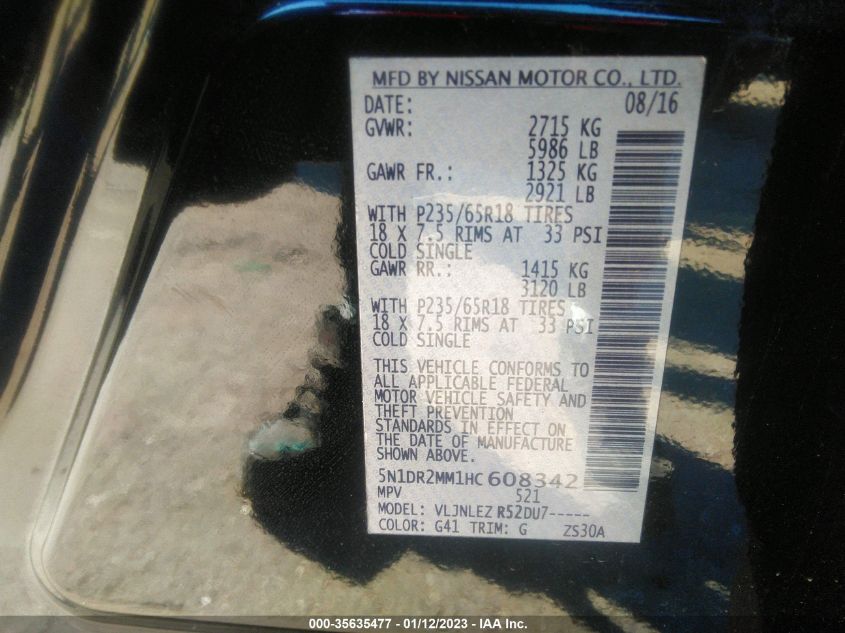 MFD BY NISSAN MOTOR CO., LTD.
DATE: 08/16
GVWR: 2715 KG
5986 LB
GAWR FR.: 1325 KG
2921 LB
WITH P235/65R18 TIRES
18 X 7.5 RIMS AT 33 PSI
COLD SINGLE
GAWR RR.: 1415 KG
3120 LB
WITH P235/65R18 TIRES
18 X 7.5 RIMS AT 33 PSI
COLD SINGLE
THIS VEHICLE CONFORMS TO
ALL APPLICABLE FEDERAL
MOTOR VEHICLE SAFETY AND
THEFT PREVENTION
STANDARDS IN EFFECT ON
THE DATE OF MANUFACTURE
SHOWN ABOVE.
5N1DR2MM1HC608342
MPV 521
MODEL: VLJNLEZ R52DU7-----
COLOR: G41 TRIM: G ZS30A
000-35635477 - 01/12/2023 - IAA Inc.